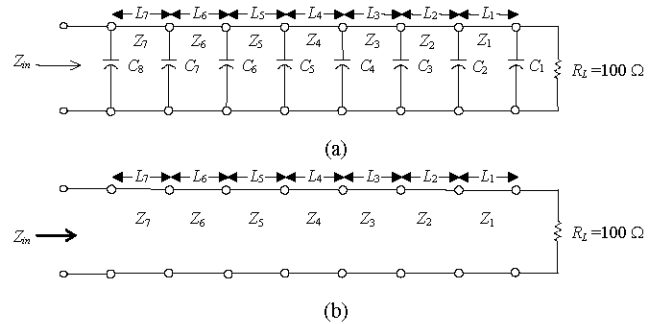 L7 L6 L5 L4 L3 L2 L1
Z7 Z6 Z5 Z4 Z3 Z2 Z1
Zin C8 C7 C6 C5 C4 C3 C2 C1 RL =100 Ω
(a)
L7 L6 L5 L4 L3 L2 L1
Z7 Z6 Z5 Z4 Z3 Z2 Z1
Zin RL =100 Ω
(b)